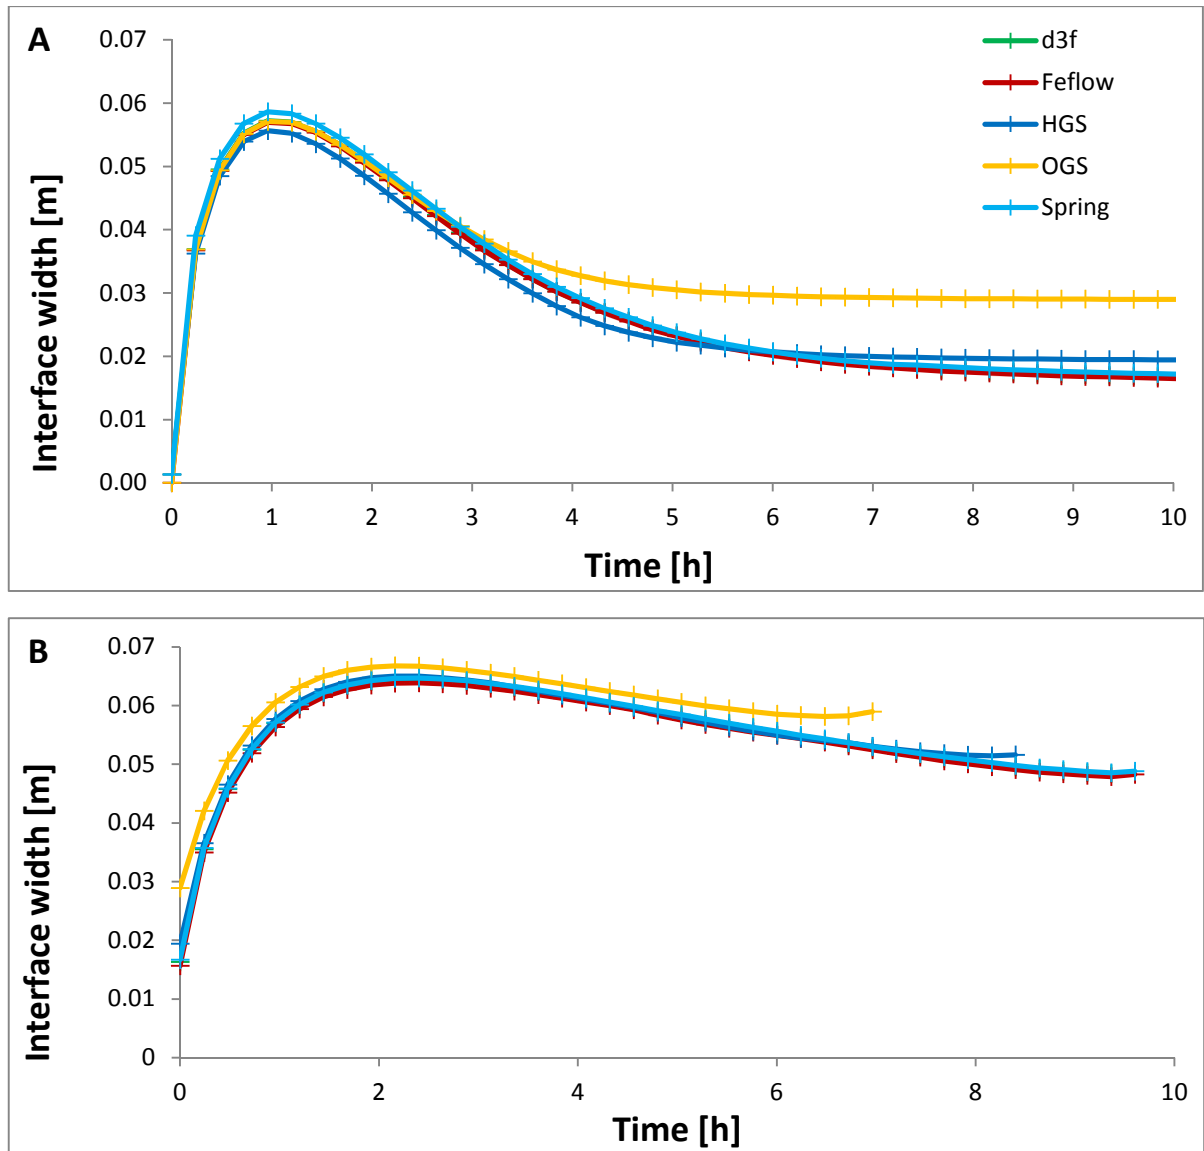 A
0.07
0.06
0.05
0.04
0.03
0.02
0.01
0.00
Interface width [m]
0 1 2 3 4 5 6 7 8 9 10
Time [h]
d3f
Feflow
HGS
OGS
Spring
B
0.07
0.06
0.05
0.04
0.03
0.02
0.01
0
Interface width [m]
0 2 4 6 8 10
Time [h]